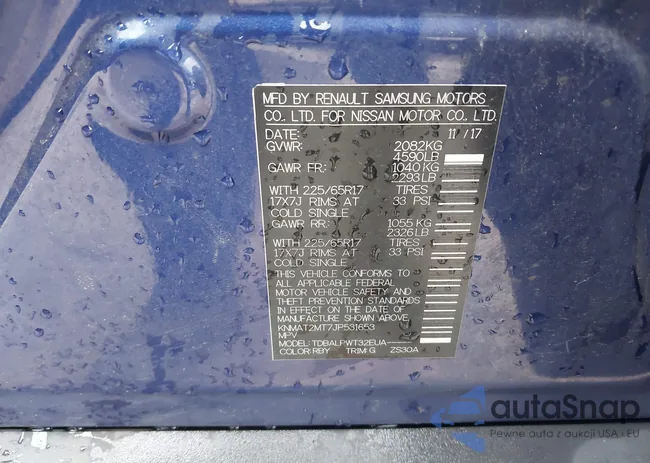 MFD BY RENAULT SAMSUNG MOTORS
CO., LTD. FOR NISSAN MOTOR CO., LTD.
DATE: 11/17
GVWR: 2082KG
4590LB
GAWR FR: 1040 KG
2293LB
WITH 225/65R17 TIRES
17X7J RIMS AT 33 PSI
COLD SINGLE
GAWR RR: 1055 KG
2326LB
WITH 225/65R17 TIRES
17X7J RIMS AT 33 PSI
COLD SINGLE
THIS VEHICLE CONFORMS TO
ALL APPLICABLE FEDERAL
MOTOR VEHICLE SAFETY AND
THEFT PREVENTION STANDARDS
IN EFFECT ON THE DATE OF
MANUFACTURE SHOWN ABOVE.
KNMAT2MT7JP531653
MPV
MODEL: TDBALPWT32EUA
COLOR: RBY TRIM: G ZS30A
autaSnap
Pewne auta z aukcji USA i EU